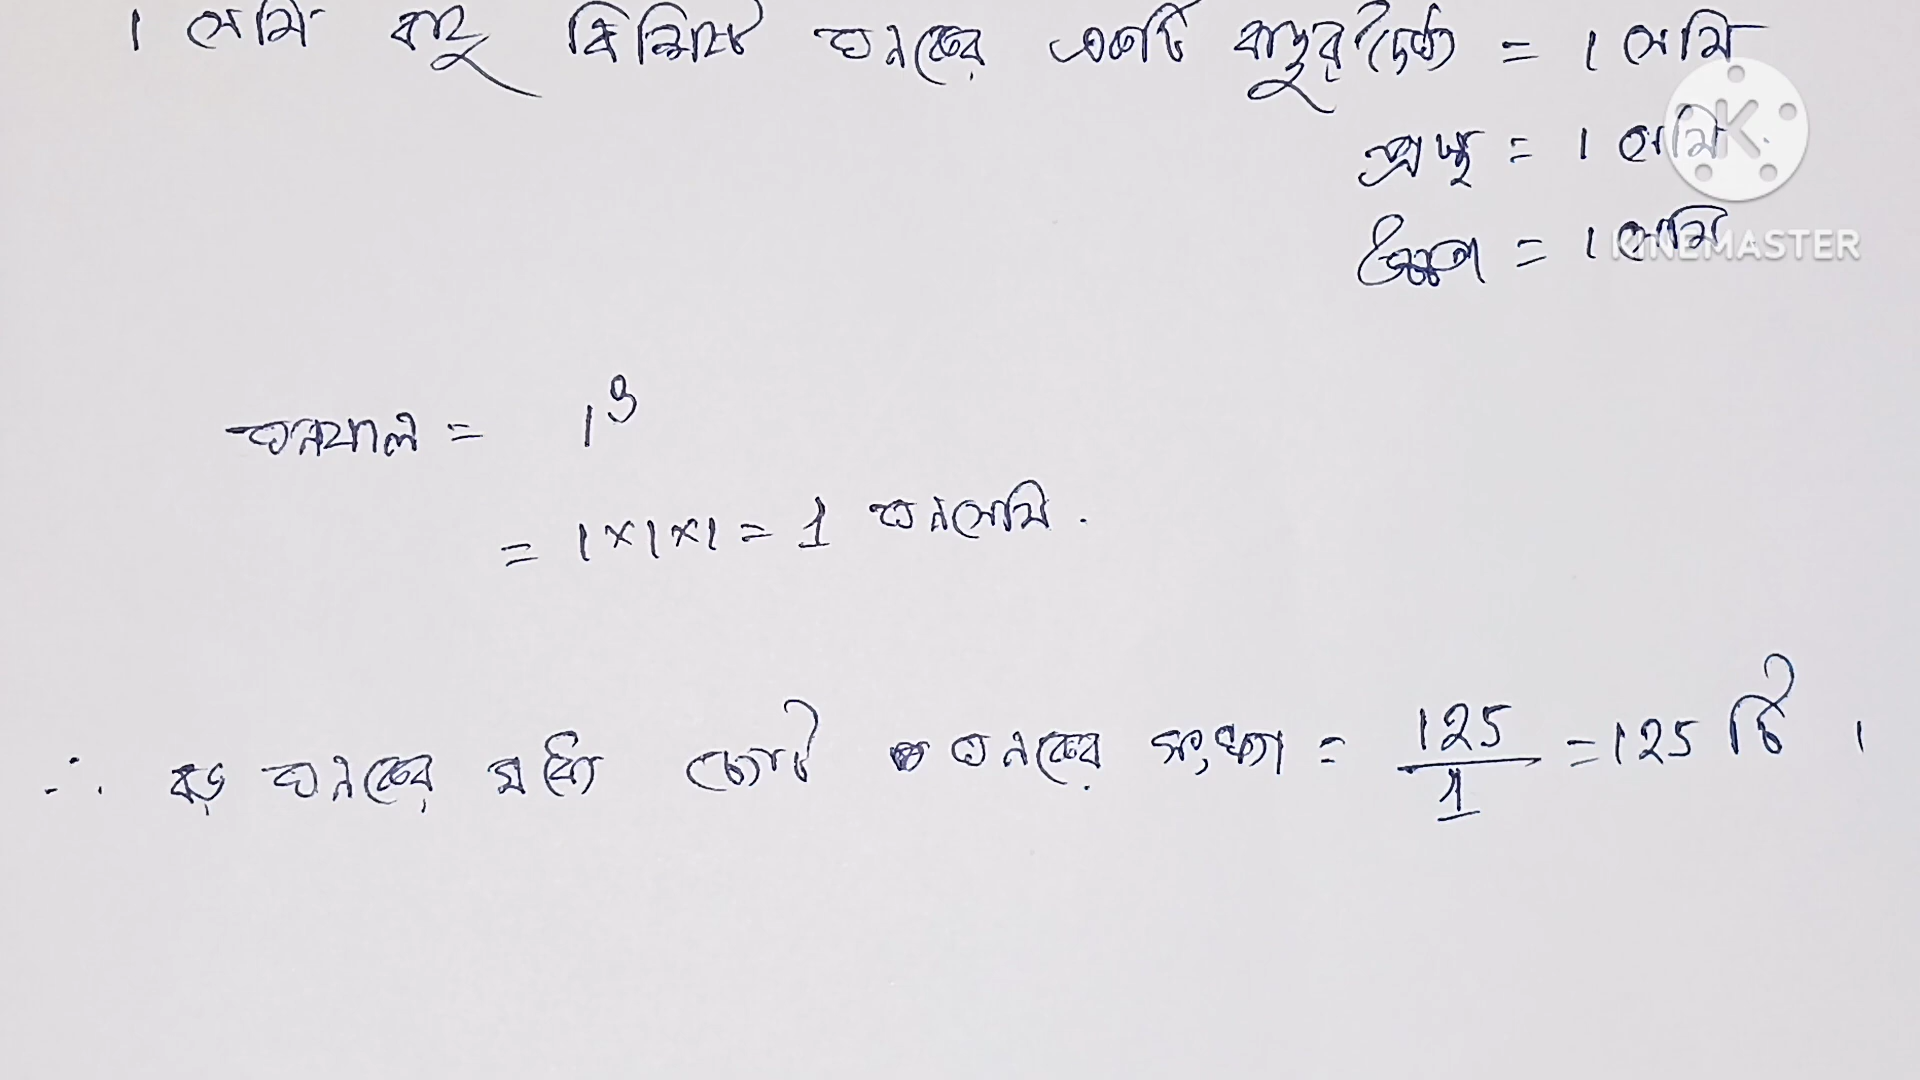 1 সেমি বাহু বিশিষ্ট ঘনকের একটি বাহুর দৈর্ঘ্য = 1 সেমি
প্রস্থ = 1 সেমি.
উচ্চতা = 1 সেমি.
KINEMASTER
ঘনফল = 1³
= 1×1×1 = 1 ঘনসেমি.
∴ বড় ঘনকের মধ্যে ছোট ঘনকের সংখ্যা = 125/1 = 125 টি ।